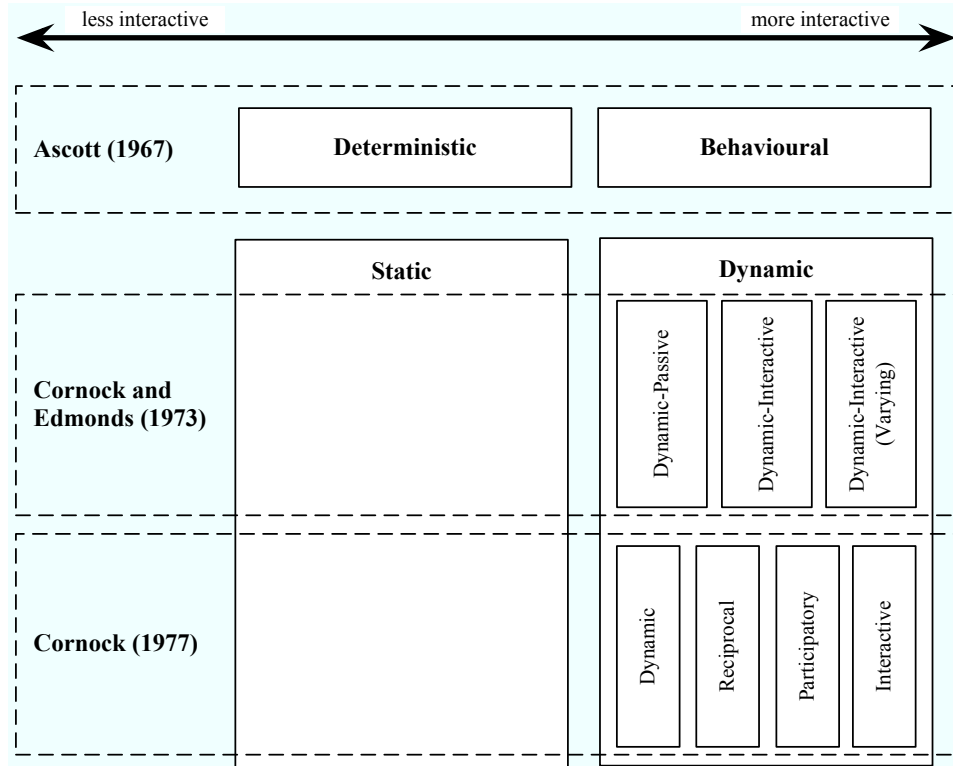 less interactive
more interactive
Ascott (1967)
Deterministic
Behavioural
Static
Dynamic
Cornock and
Edmonds (1973)
Dynamic-Passive
Dynamic-Interactive
Dynamic-Interactive
(Varying)
Cornock (1977)
Dynamic
Reciprocal
Participatory
Interactive